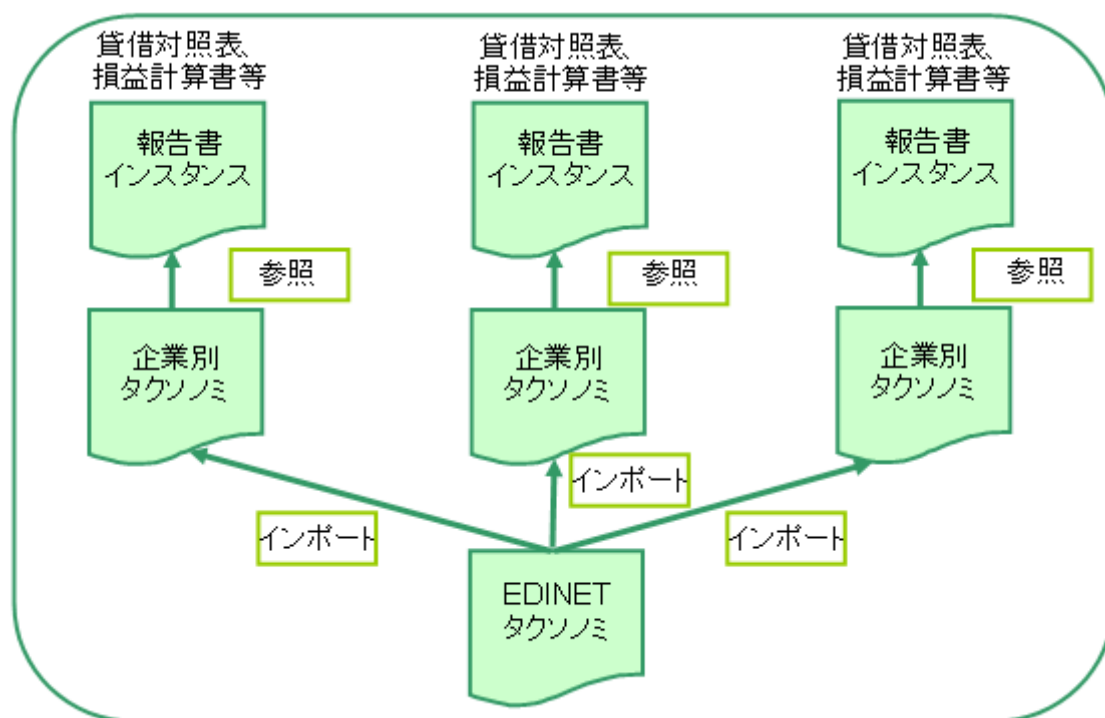 貸借対照表、
損益計算書等
貸借対照表、
損益計算書等
貸借対照表、
損益計算書等
報告書
インスタンス
報告書
インスタンス
報告書
インスタンス
参照
参照
参照
企業別
タクソノミ
企業別
タクソノミ
企業別
タクソノミ
インポート
インポート
インポート
EDINET
タクソノミ